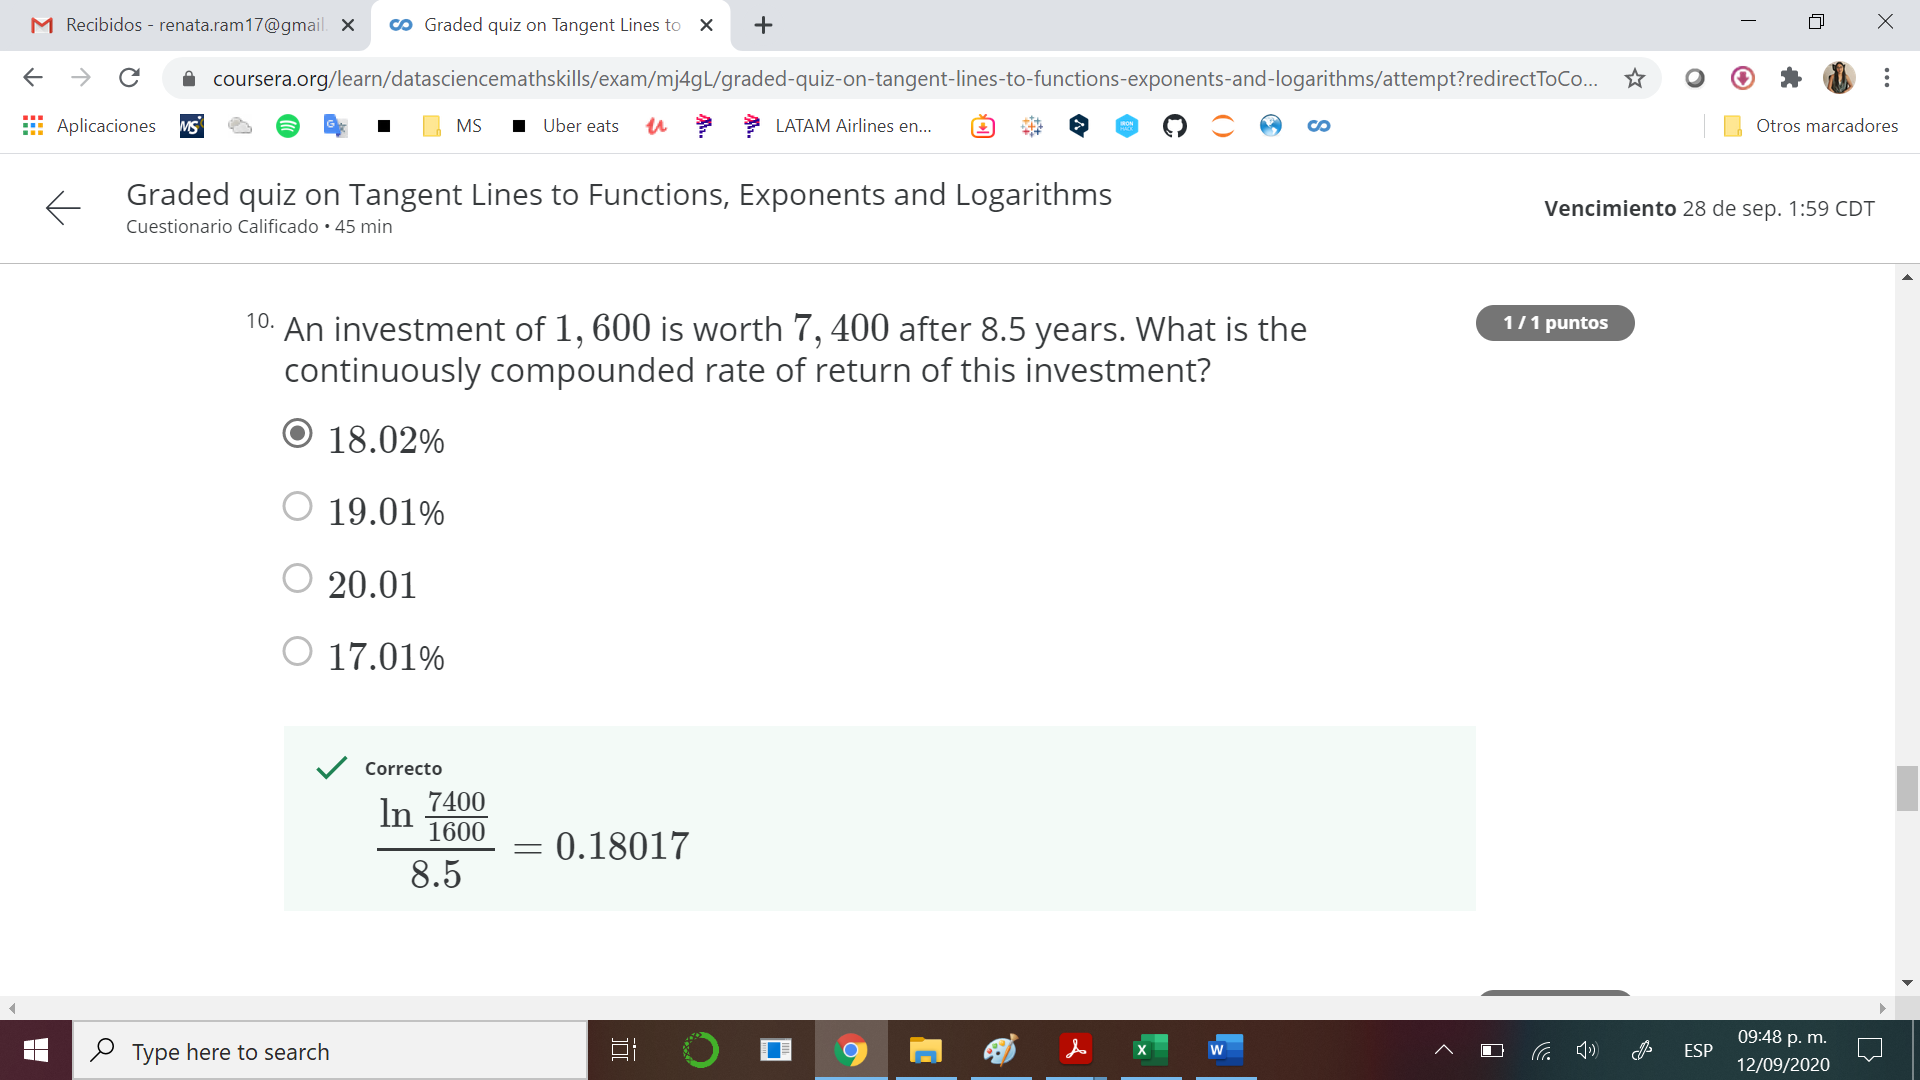 Recibidos - renata.ram17@gmail.
Graded quiz on Tangent Lines to
coursera.org/learn/datasciencemathskills/exam/mj4gL/graded-quiz-on-tangent-lines-to-functions-exponents-and-logarithms/attempt?redirectToCo...
Aplicaciones
MS
MS
Uber eats
LATAM Airlines en...
Otros marcadores
Graded quiz on Tangent Lines to Functions, Exponents and Logarithms
Cuestionario Calificado • 45 min
Vencimiento 28 de sep. 1:59 CDT
10. An investment of 1, 600 is worth 7, 400 after 8.5 years. What is the
continuously compounded rate of return of this investment?
1 / 1 puntos
18.02%
19.01%
20.01
17.01%
Correcto
ln 7400/1600
8.5
= 0.18017
Type here to search
ESP
09:48 p. m.
12/09/2020